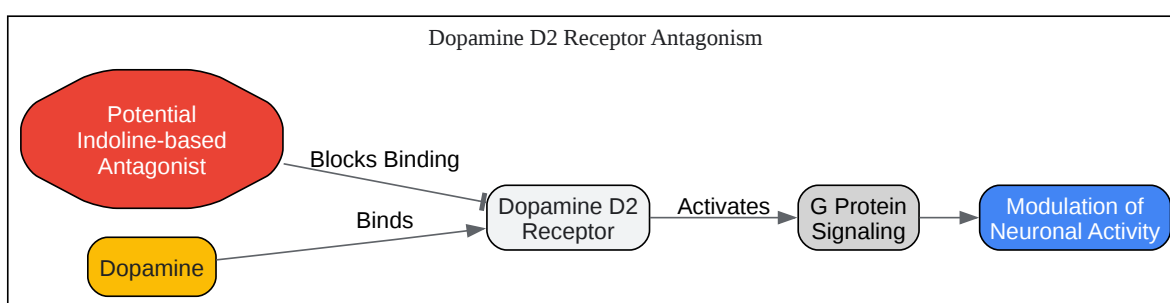 Dopamine D2 Receptor Antagonism
Potential
Indoline-based
Antagonist
Blocks Binding
Binds
Dopamine
Dopamine D2
Receptor
Activates
G Protein
Signaling
Modulation of
Neuronal Activity